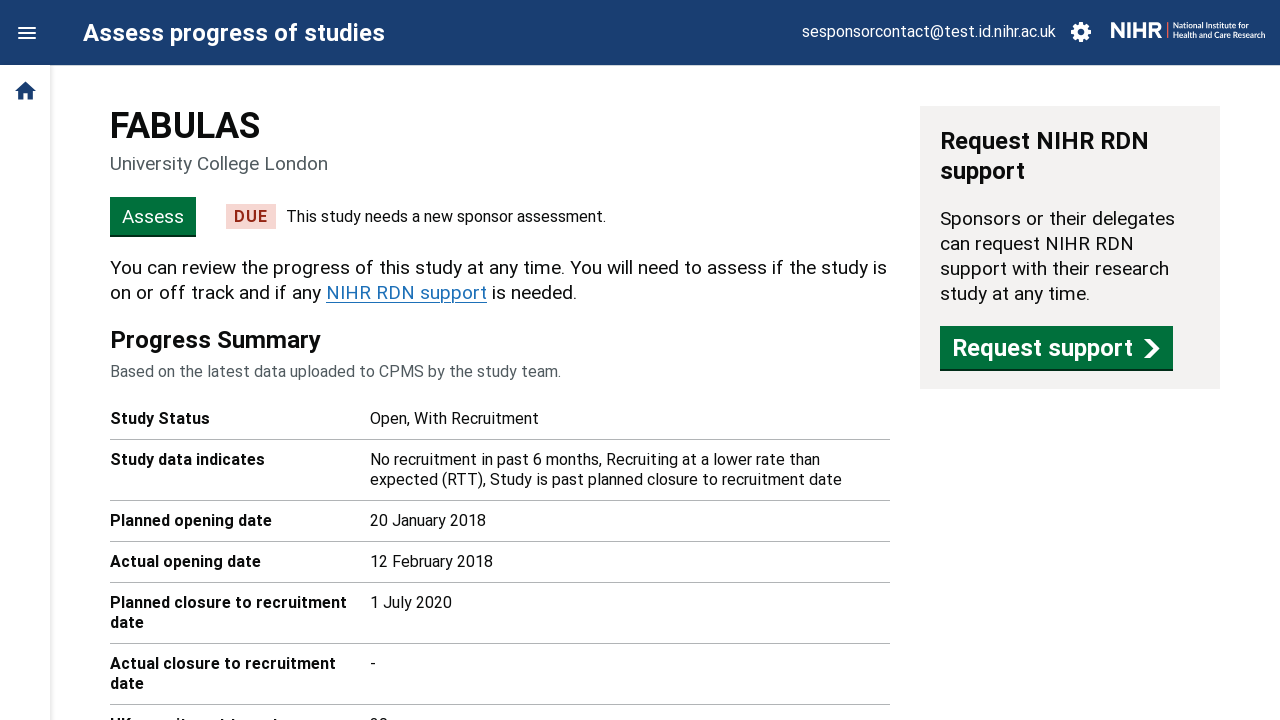 Assess progress of studies
sesponsorcontact@test.id.nihr.ac.uk
NIHR | National Institute for
Health and Care Research
FABULAS
University College London
Assess
DUE
This study needs a new sponsor assessment.
You can review the progress of this study at any time. You will need to assess if the study is
on or off track and if any NIHR RDN support is needed.
Progress Summary
Based on the latest data uploaded to CPMS by the study team.
Study Status
Open, With Recruitment
Study data indicates
No recruitment in past 6 months, Recruiting at a lower rate than
expected (RTT), Study is past planned closure to recruitment date
Planned opening date
20 January 2018
Actual opening date
12 February 2018
Planned closure to recruitment
date
1 July 2020
Actual closure to recruitment
date
-
Request NIHR RDN
support
Sponsors or their delegates
can request NIHR RDN
support with their research
study at any time.
Request support